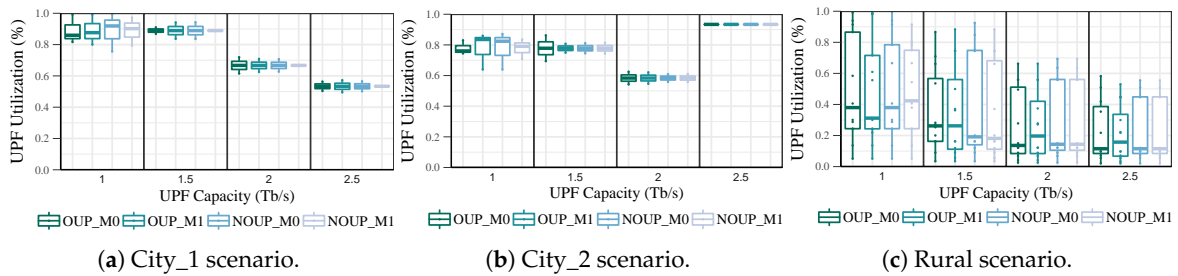 UPF Utilization (%)
1.0
0.8
0.6
0.4
0.2
0.0
1 1.5 2 2.5
UPF Capacity (Tb/s)
OUP_M0 OUP_M1 NOUP_M0 NOUP_M1
(a) City_1 scenario.
UPF Utilization (%)
1.0
0.8
0.6
0.4
0.2
0.0
1 1.5 2 2.5
UPF Capacity (Tb/s)
OUP_M0 OUP_M1 NOUP_M0 NOUP_M1
(b) City_2 scenario.
UPF Utilization (%)
1.0
0.8
0.6
0.4
0.2
0.0
1 1.5 2 2.5
UPF Capacity (Tb/s)
OUP_M0 OUP_M1 NOUP_M0 NOUP_M1
(c) Rural scenario.